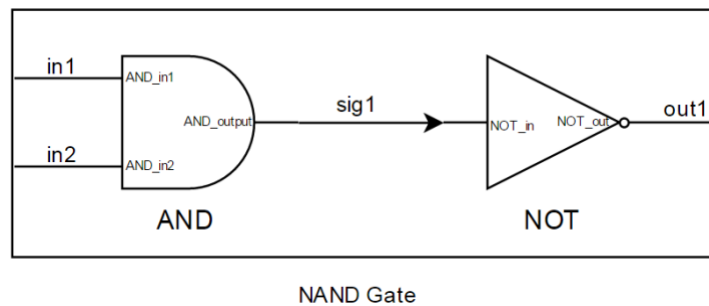 in1
AND_in1
AND_output
sig1
NOT_in
NOT_out
out1
in2
AND_in2
AND
NOT
NAND Gate